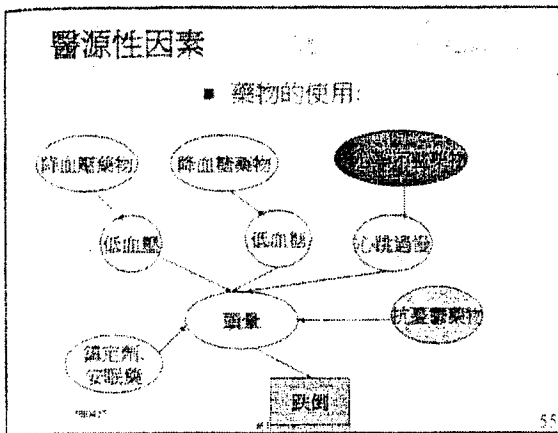 醫源性因素
■ 藥物的使用:
降血壓藥物
降血糖藥物
低血壓
低血糖
心跳過慢
頭暈
抗憂鬱藥物
鎮定劑、
安眠藥
跌倒
55